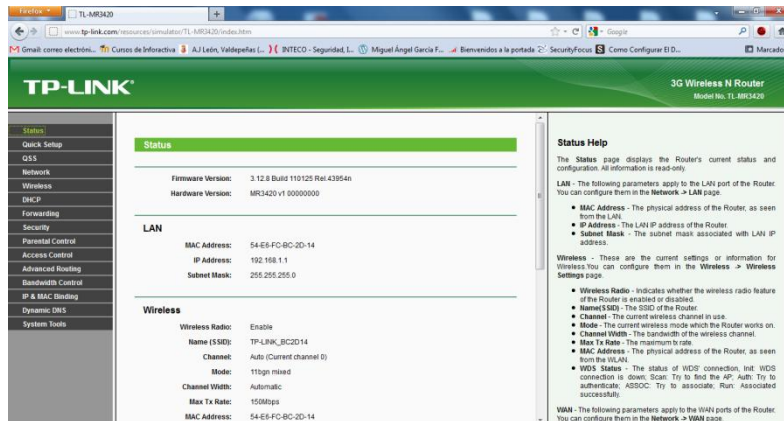 Firefox
TL-MR3420
+
www.tp-link.com/resources/simulator/TL-MR3420/index.htm
Google
Gmail: correo electróni...
Cursos de Inforactiva
A.J León, Valdepeñas (...
INTECO - Seguridad, I...
Miguel Ángel García F...
Bienvenidos a la portada
SecurityFocus
Como Configurar El D...
Marcado
TP-LINK®
3G Wireless N Router
Model No. TL-MR3420
Status
Quick Setup
QSS
Network
Wireless
DHCP
Forwarding
Security
Parental Control
Access Control
Advanced Routing
Bandwidth Control
IP & MAC Binding
Dynamic DNS
System Tools
Status
Firmware Version: 3.12.8 Build 110125 Rel.43954n
Hardware Version: MR3420 v1 00000000
LAN
MAC Address: 54-E6-FC-BC-2D-14
IP Address: 192.168.1.1
Subnet Mask: 255.255.255.0
Wireless
Wireless Radio: Enable
Name (SSID): TP-LINK_BC2D14
Channel: Auto (Current channel 0)
Mode: 11bgn mixed
Channel Width: Automatic
Max Tx Rate: 150Mbps
MAC Address: 54-E6-FC-BC-2D-14
Status Help
The Status page displays the Router's current status and
configuration. All information is read-only.
LAN - The following parameters apply to the LAN port of the Router.
You can configure them in the Network -> LAN page.
MAC Address - The physical address of the Router, as seen
from the LAN.
IP Address - The LAN IP address of the Router.
Subnet Mask - The subnet mask associated with LAN IP
address.
Wireless - These are the current settings or information for
Wireless.You can configure them in the Wireless -> Wireless
Settings page.
Wireless Radio - Indicates whether the wireless radio feature
of the Router is enabled or disabled.
Name(SSID) - The SSID of the Router.
Channel - The current wireless channel in use.
Mode - The current wireless mode which the Router works on.
Channel Width - The bandwidth of the wireless channel.
Max Tx Rate - The maximum tx rate.
MAC Address - The physical address of the Router, as seen
from the WLAN.
WDS Status - The status of WDS' connection, Init: WDS
connection is down; Scan: Try to find the AP; Auth: Try to
authenticate; ASSOC: Try to associate; Run: Associated
successfully.
WAN - The following parameters apply to the WAN ports of the Router.
You can configure them in the Network -> WAN page.